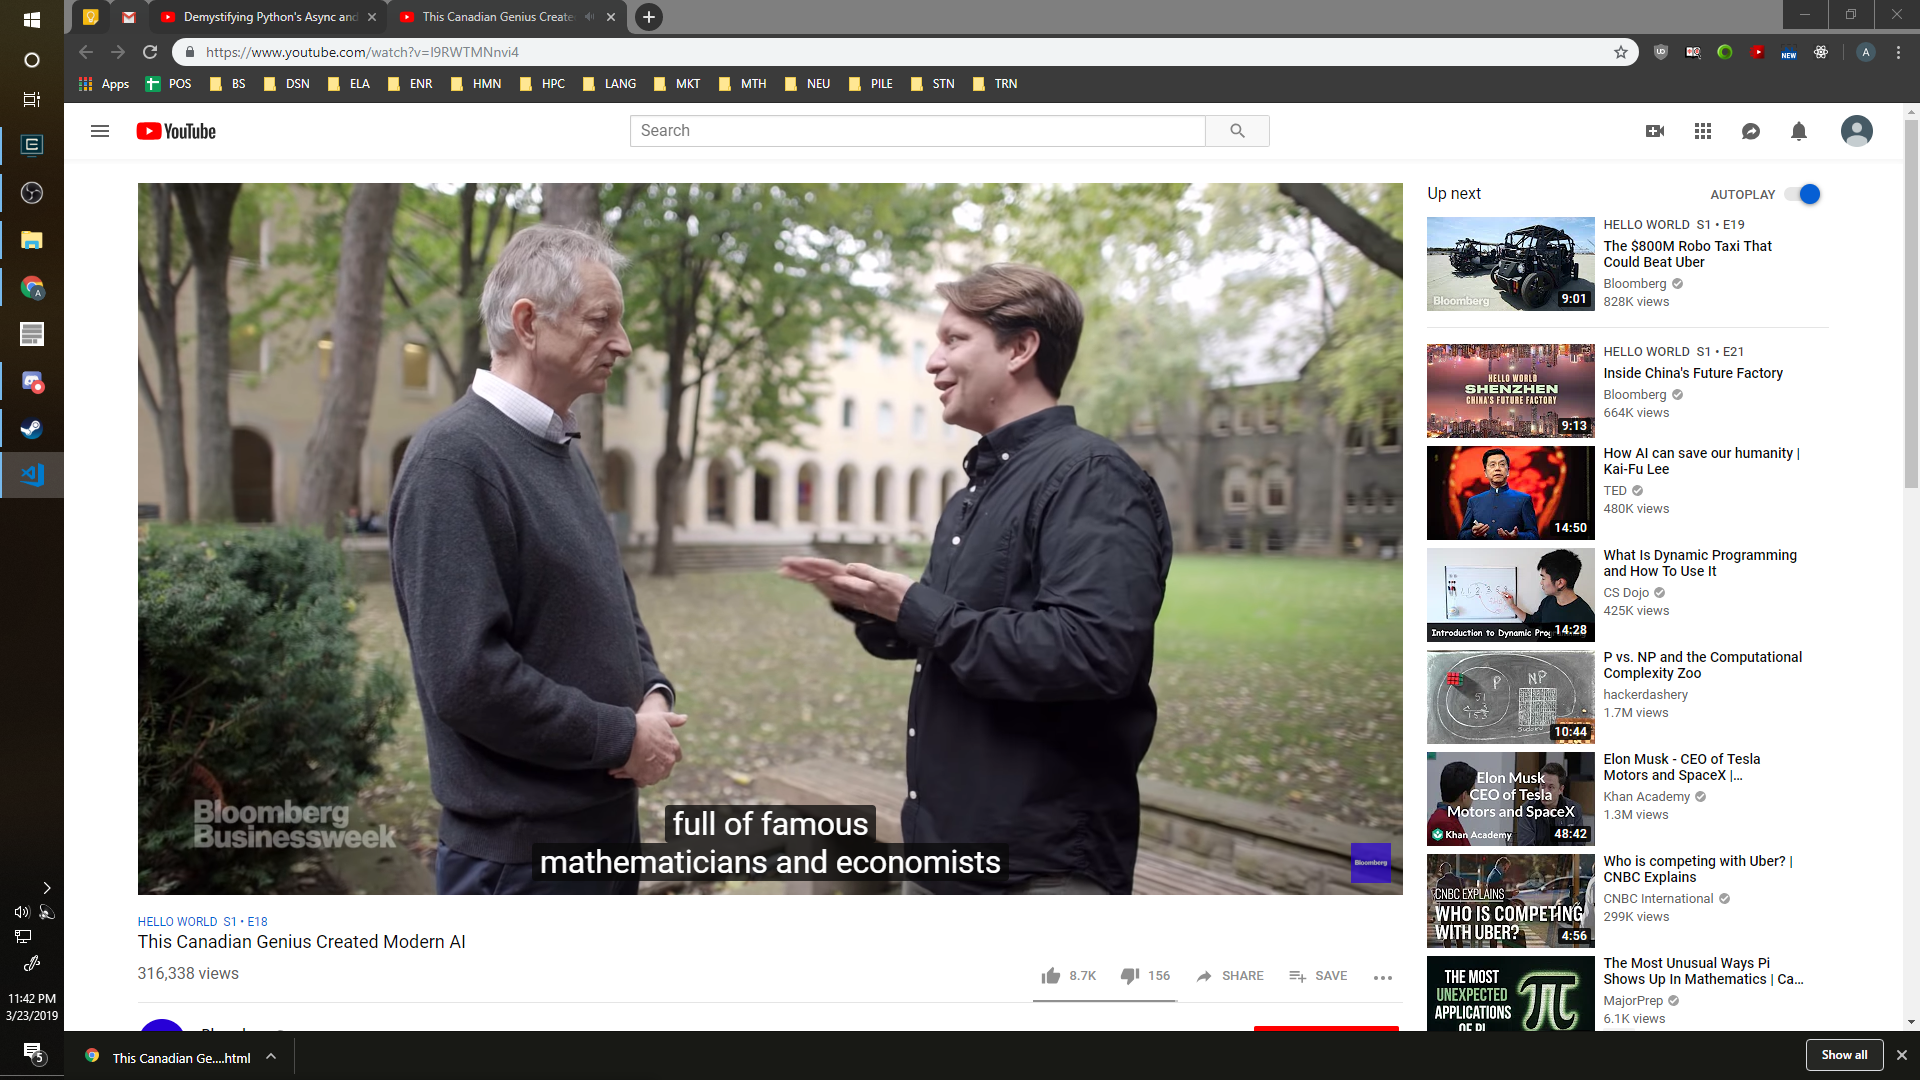 Demystifying Python's Async and
This Canadian Genius Create
https://www.youtube.com/watch?v=I9RWTMNnvi4
Apps
POS
BS
DSN
ELA
ENR
HMN
HPC
LANG
MKT
MTH
NEU
PILE
STN
TRN
NEW
A
YouTube
Search
Bloomberg
Businessweek
full of famous
mathematicians and economists
Bloomberg
HELLO WORLD S1 • E18
This Canadian Genius Created Modern AI
316,338 views
8.7K
156
SHARE
SAVE
Up next
AUTOPLAY
Bloomberg
9:01
HELLO WORLD S1 • E19
The $800M Robo Taxi That
Could Beat Uber
Bloomberg
828K views
HELLO WORLD
SHENZHEN
CHINA'S FUTURE FACTORY
9:13
HELLO WORLD S1 • E21
Inside China's Future Factory
Bloomberg
664K views
14:50
How AI can save our humanity |
Kai-Fu Lee
TED
480K views
Introduction to Dynamic Prog
14:28
What Is Dynamic Programming
and How To Use It
CS Dojo
425K views
P
NP
10:44
P vs. NP and the Computational
Complexity Zoo
hackerdashery
1.7M views
Elon Musk
CEO of Tesla
Motors and SpaceX
Khan Academy
48:42
Elon Musk - CEO of Tesla
Motors and SpaceX |...
Khan Academy
1.3M views
CNBC EXPLAINS
WHO IS COMPETING
WITH UBER?
4:56
Who is competing with Uber? |
CNBC Explains
CNBC International
299K views
THE MOST
UNEXPECTED
APPLICATIONS
OF PI
The Most Unusual Ways Pi
Shows Up In Mathematics | Ca...
MajorPrep
6.1K views
11:42 PM
3/23/2019
5
This Canadian Ge....html
Show all